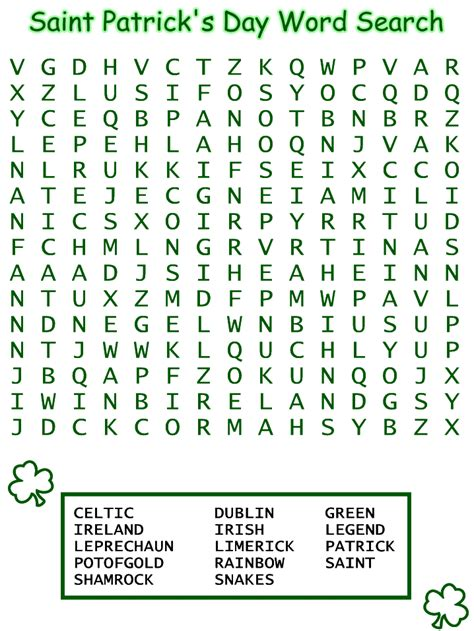 Saint Patrick's Day Word Search
V G D H V C T Z K Q W P V A R
X Z L U S I F O S Y O C Q D Q
Y C E Q B P A N O T B N B R Z
L E P E H L A H O Q N J V A K
N L R U K K I F S E I X C C O
A T E J E C G N E I A M I L I
N I C S X O I R P Y R R T U D
F C H M L N G R V R T I N A S
A A A D J S I H E A H E I N N
N T U X Z M D F P M W P A V L
N D N E G E L W N B I U S U P
N T J W W K L Q U C H L Y U P
J B Q A P F Z O K U N Q O J X
I W I N B I R E L A N D G S Y
J D C K C O R M A H S Y B Z X
CELTIC DUBLIN GREEN
IRELAND IRISH LEGEND
LEPRECHAUN LIMERICK PATRICK
POTOFGOLD RAINBOW SAINT
SHAMROCK SNAKES